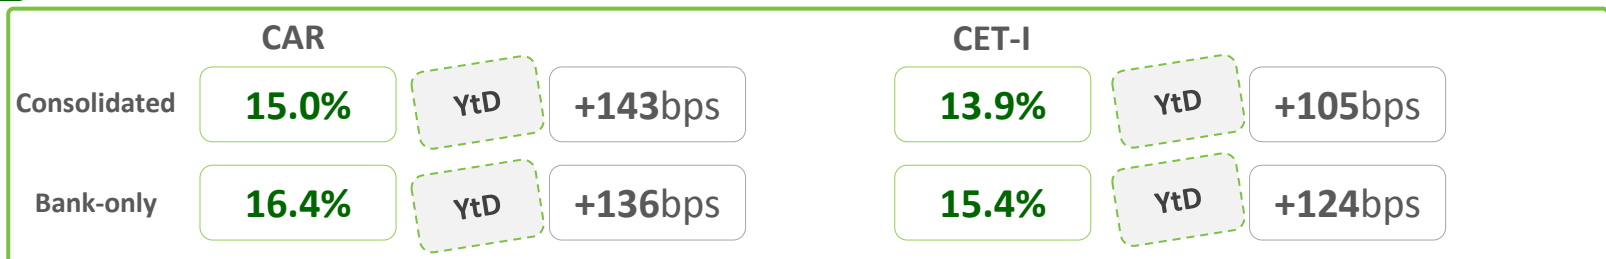 CAR CET-I
Consolidated 15.0% YtD +143bps 13.9% YtD +105bps
Bank-only 16.4% YtD +136bps 15.4% YtD +124bps